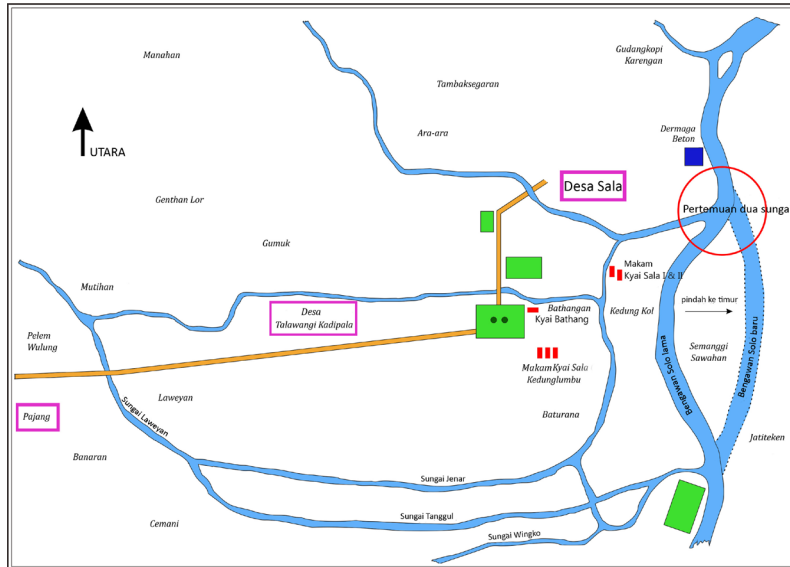 Gudangkopi
Karengan
Manahan
Tambaksegaran
Ara-ara
Dermaga
Beton
UTARA
Desa Sala
Pertemuan dua sungai
Genthan Lor
Gumuk
Makam
Kyai Sala I & II
Mutihan
Desa
Talawangi Kadipala
Bathangan
Kyai Bathang
Kedung Kol
pindah ke timur
Pelem
Wulung
Bengawan Solo lama
Semanggi
Sawahan
Bengawan Solo baru
Makam Kyai Sala
Kedunglumbu
Laweyan
Sungai Laweyan
Pajang
Baturana
Jatiteken
Banaran
Sungai Jenar
Cemani
Sungai Tanggul
Sungai Wingko